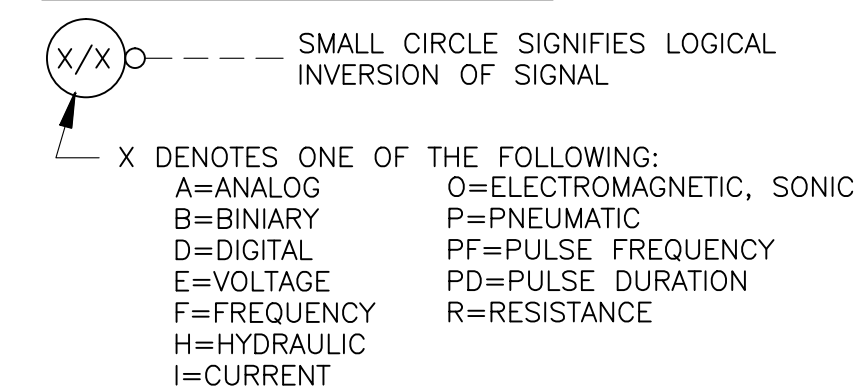 X/X
SMALL CIRCLE SIGNIFIES LOGICAL
INVERSION OF SIGNAL
X DENOTES ONE OF THE FOLLOWING:
A=ANALOG
B=BINIARY
D=DIGITAL
E=VOLTAGE
F=FREQUENCY
H=HYDRAULIC
I=CURRENT
O=ELECTROMAGNETIC, SONIC
P=PNEUMATIC
PF=PULSE FREQUENCY
PD=PULSE DURATION
R=RESISTANCE